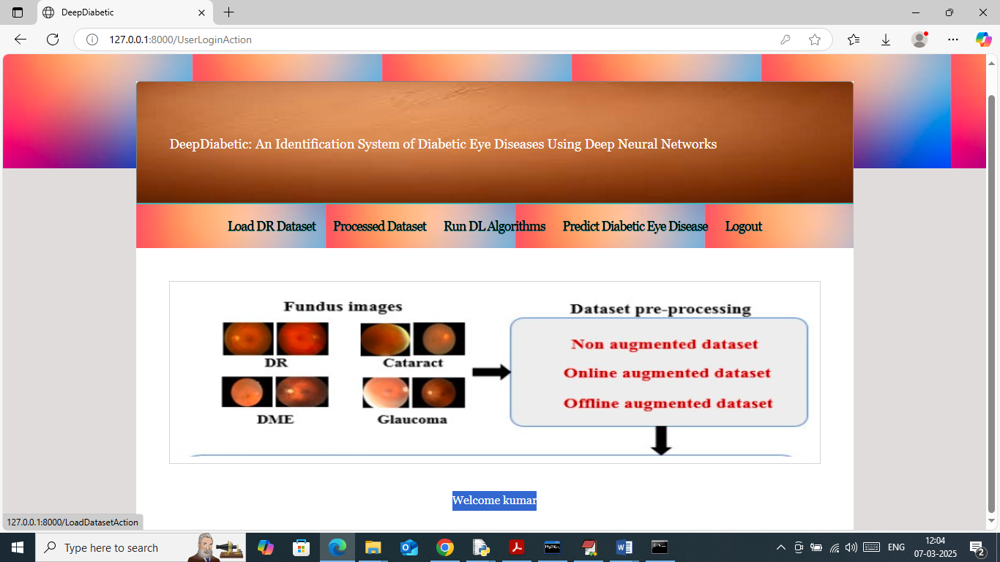 DeepDiabetic
127.0.0.1:8000/UserLoginAction
DeepDiabetic: An Identification System of Diabetic Eye Diseases Using Deep Neural Networks
Load DR Dataset Processed Dataset Run DL Algorithms Predict Diabetic Eye Disease Logout
Fundus images
DR Cataract
DME Glaucoma
Dataset pre-processing
Non augmented dataset
Online augmented dataset
Offline augmented dataset
Welcome kumar
127.0.0.1:8000/LoadDatasetAction
Type here to search
ENG
12:04
07-03-2025
2